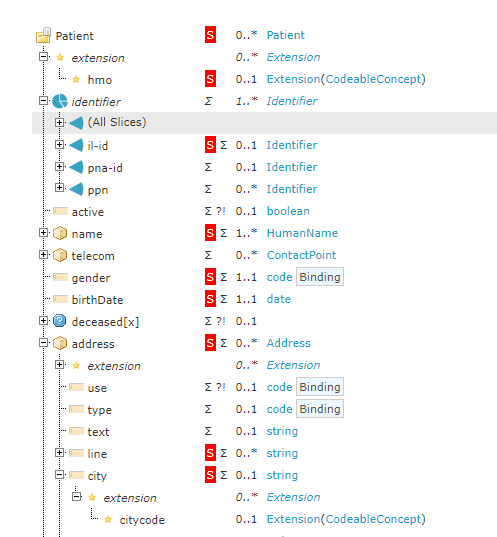 Patient S 0..* Patient
extension 0..* Extension
hmo S 0..1 Extension(CodeableConcept)
identifier Σ 1..* Identifier
(All Slices)
il-id S Σ 0..1 Identifier
pna-id Σ 0..1 Identifier
ppn Σ 0..* Identifier
active Σ ?! 0..1 boolean
name S Σ 1..* HumanName
telecom Σ 0..* ContactPoint
gender S Σ 1..1 code Binding
birthDate S Σ 1..1 date
deceased[x] Σ ?! 0..1
address S Σ 0..* Address
extension 0..* Extension
use Σ ?! 0..1 code Binding
type Σ 0..1 code Binding
text Σ 0..1 string
line S Σ 0..* string
city S Σ 0..1 string
extension 0..* Extension
citycode 0..1 Extension(CodeableConcept)